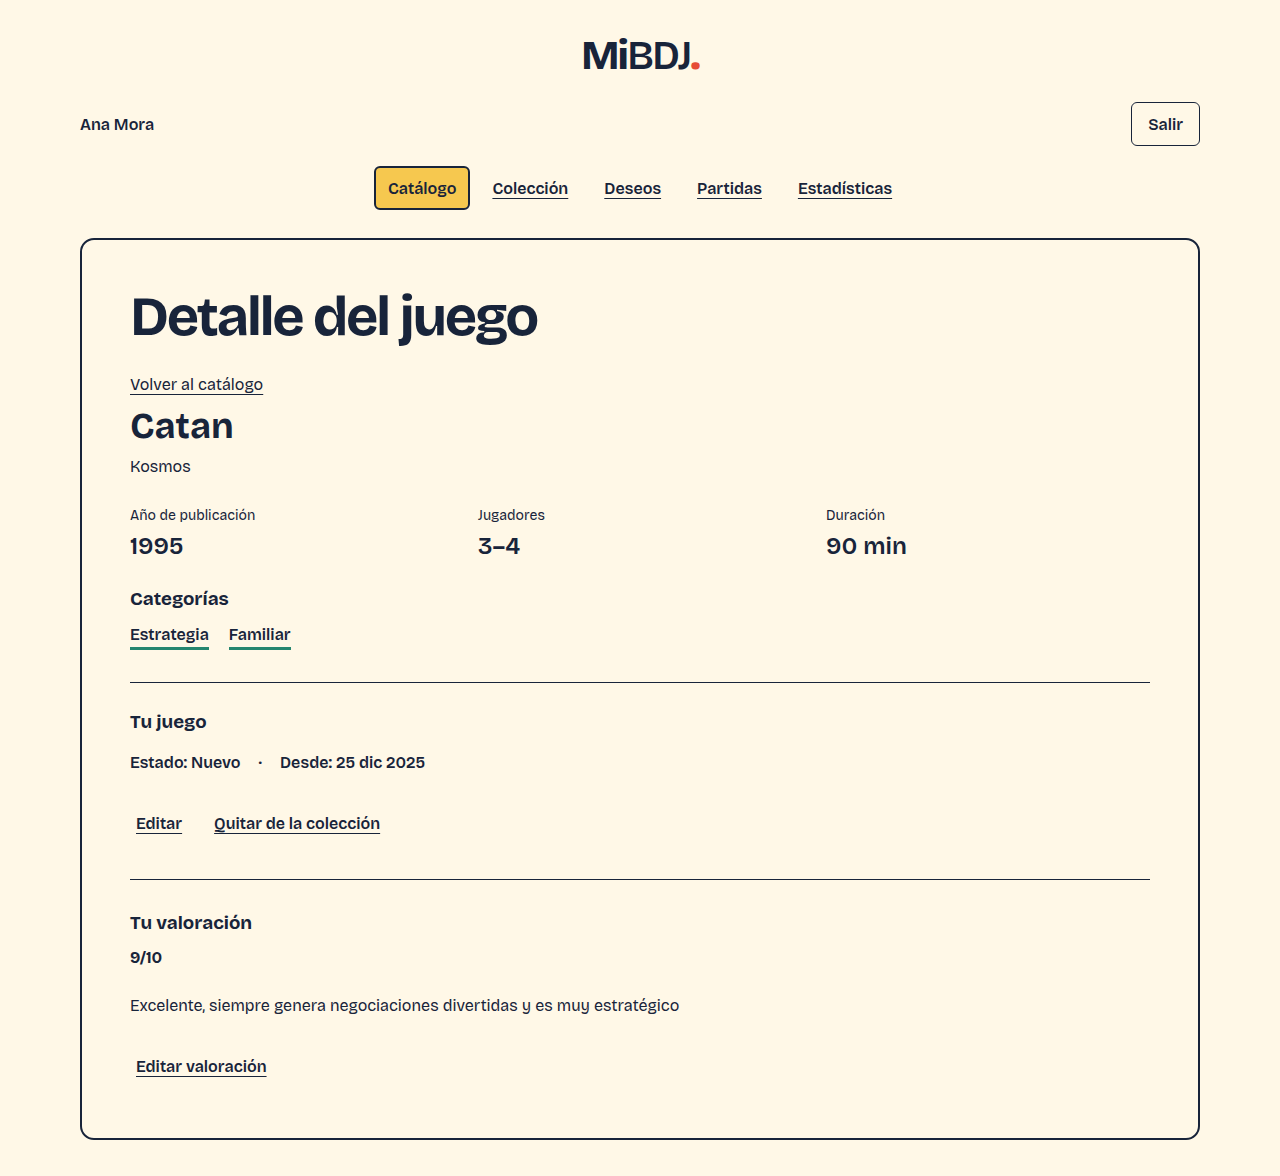 MiBDJ.
Ana Mora
Salir
Catálogo Colección Deseos Partidas Estadísticas
Detalle del juego
Volver al catálogo
Catan
Kosmos
Año de publicación Jugadores Duración
1995 3–4 90 min
Categorías
Estrategia Familiar
Tu juego
Estado: Nuevo · Desde: 25 dic 2025
Editar Quitar de la colección
Tu valoración
9/10
Excelente, siempre genera negociaciones divertidas y es muy estratégico
Editar valoración